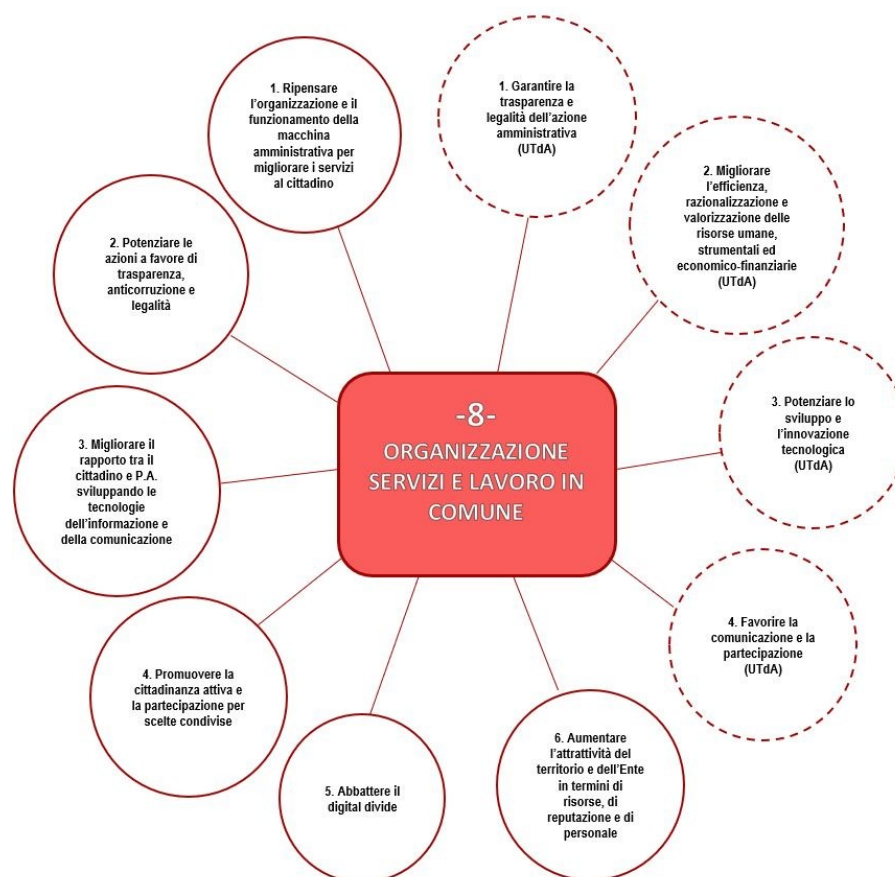 1. Ripensare
l'organizzazione e il
funzionamento della
macchina
amministrativa per
migliorare i servizi
al cittadino
1. Garantire la
trasparenza e
legalità dell'azione
amministrativa
(UTdA)
2. Migliorare
l'efficienza,
razionalizzazione e
valorizzazione delle
risorse umane,
strumentali ed
economico-finanziarie
(UTdA)
2. Potenziare le
azioni a favore di
trasparenza,
anticorruzione e
legalità
-8-
ORGANIZZAZIONE
SERVIZI E LAVORO IN
COMUNE
3. Potenziare lo
sviluppo e
l'innovazione
tecnologica
(UTdA)
3. Migliorare il
rapporto tra il
cittadino e P.A.
sviluppando le
tecnologie
dell'informazione e
della comunicazione
4. Favorire la
comunicazione e la
partecipazione
(UTdA)
4. Promuovere la
cittadinanza attiva e
la partecipazione per
scelte condivise
6. Aumentare
l'attrattività del
territorio e dell'Ente
in termini di
risorse, di
reputazione e di
personale
5. Abbattere il
digital divide